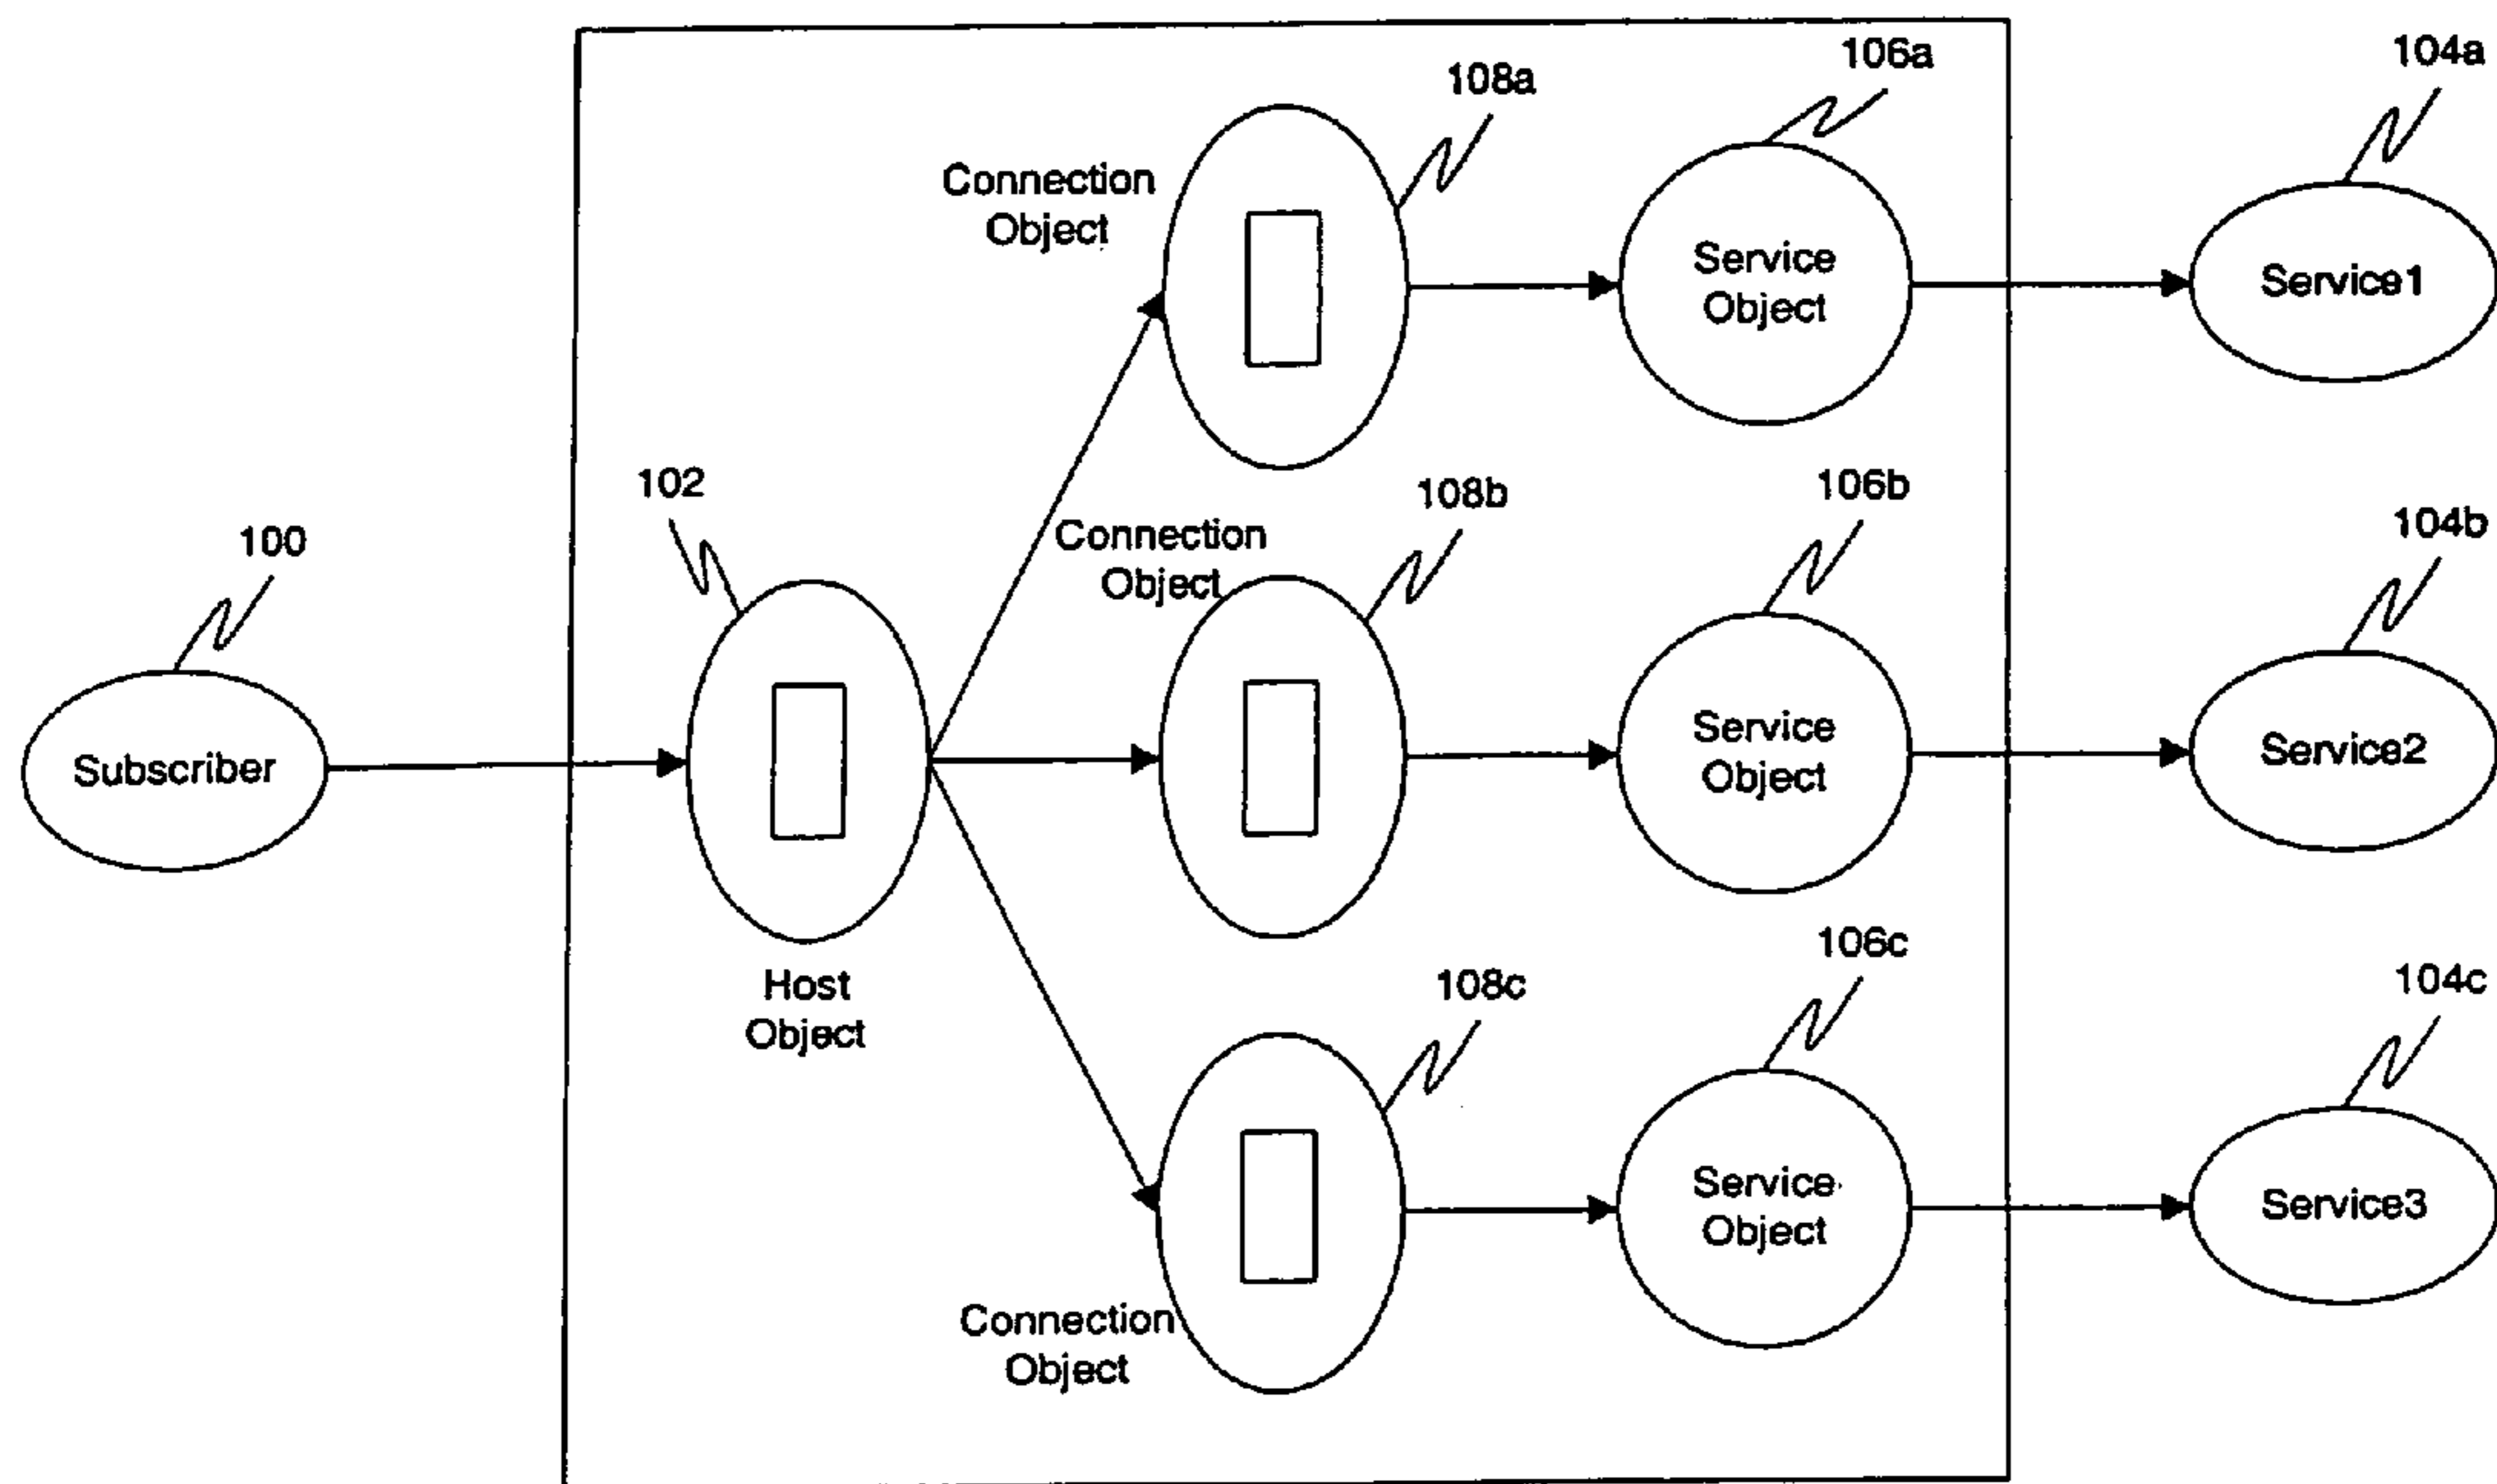 106a
104a
108a
Connection
Object
Service
Object
Service1
102
108b
106b
100
Connection
Object
104b
Subscriber
Service
Object
Service2
Host
Object
108c
106c
104c
Service
Object
Service3
Connection
Object